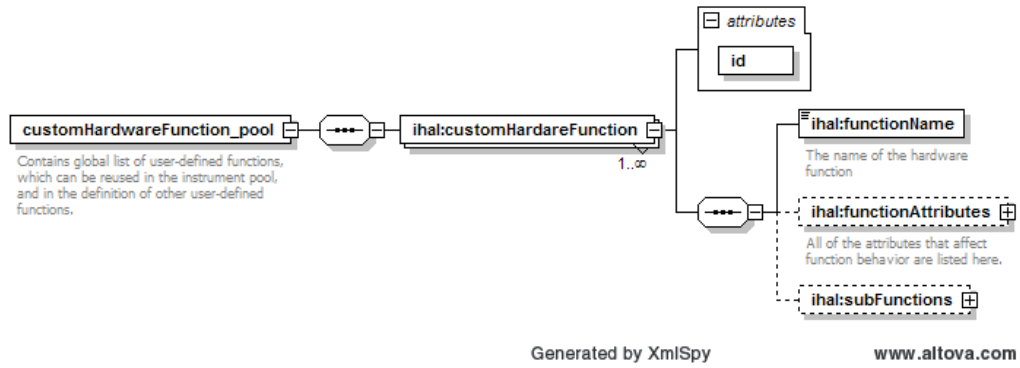 attributes
id
customHardwareFunction_pool
Contains global list of user-defined functions,
which can be reused in the instrument pool,
and in the definition of other user-defined
functions.
ihal:customHardareFunction
1..∞
ihal:functionName
The name of the hardware
function
ihal:functionAttributes
All of the attributes that affect
function behavior are listed here.
ihal:subFunctions
Generated by XmlSpy
www.altova.com